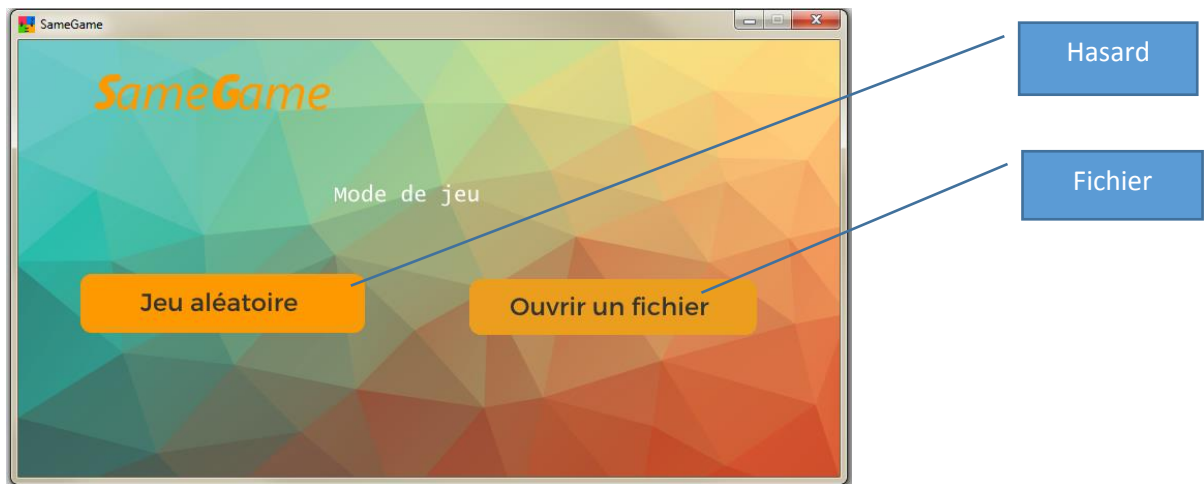 SameGame
SameGame
Mode de jeu
Jeu aléatoire
Ouvrir un fichier
Hasard
Fichier